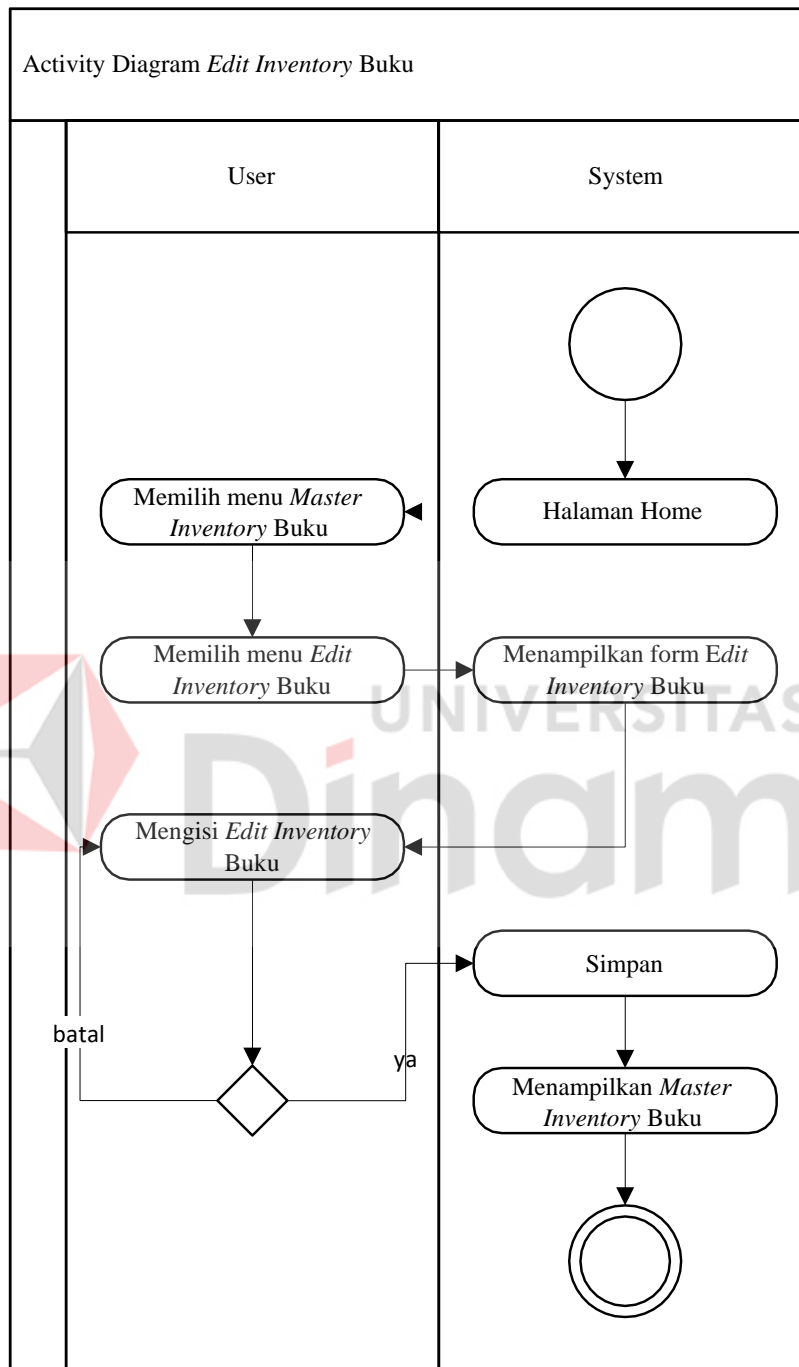 Activity Diagram Edit Inventory Buku
User
System
Memilih menu Master
Inventory Buku
Halaman Home
Memilih menu Edit
Inventory Buku
Menampilkan form Edit
Inventory Buku
UNIVERSITAS
Dinam
Mengisi Edit Inventory
Buku
Simpan
batal
ya
Menampilkan Master
Inventory Buku